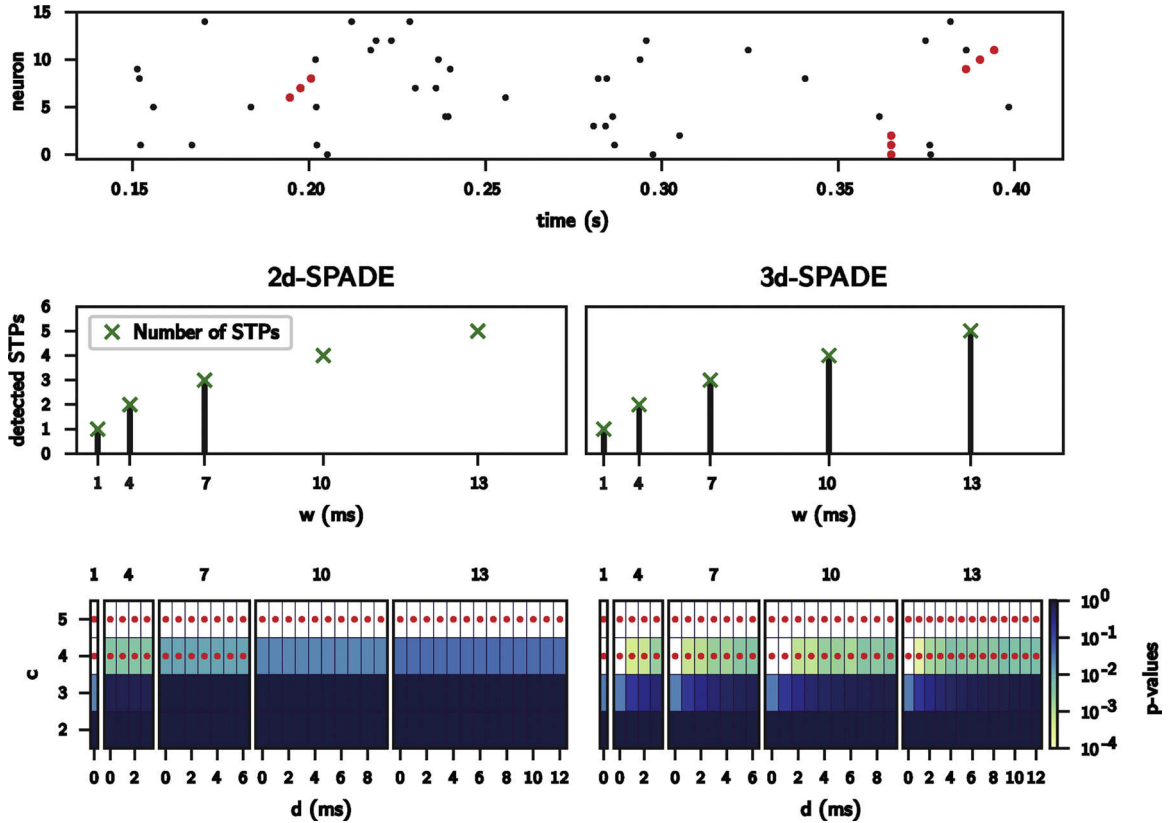 15
10
5
0
neuron
0.15 0.20 0.25 0.30 0.35 0.40
time (s)
2d-SPADE 3d-SPADE
6
5
4
3
2
1
0
detected STPs
Number of STPs
1 4 7 10 13 1 4 7 10 13
w (ms) w (ms)
1 4 7 10 13 1 4 7 10 13
5
4
3
2
c
0 0 2 0 2 4 6 0 2 4 6 8 0 2 4 6 8 10 12 0 0 2 0 2 4 6 0 2 4 6 8 0 2 4 6 8 10 12
d (ms) d (ms)
10^0
10^-1
10^-2
10^-3
10^-4
p-values